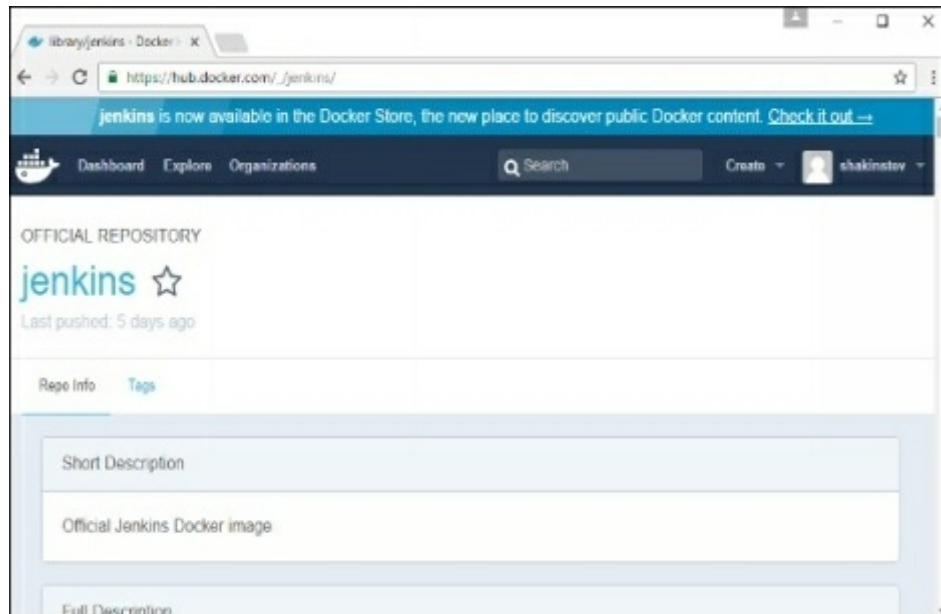 library/jenkins - Docker
https://hub.docker.com/_/jenkins/
jenkins is now available in the Docker Store, the new place to discover public Docker content. Check it out →
Dashboard Explore Organizations Search Create shakinstev
OFFICIAL REPOSITORY
jenkins
Last pushed: 5 days ago
Repo Info Tags
Short Description
Official Jenkins Docker image
Full Description